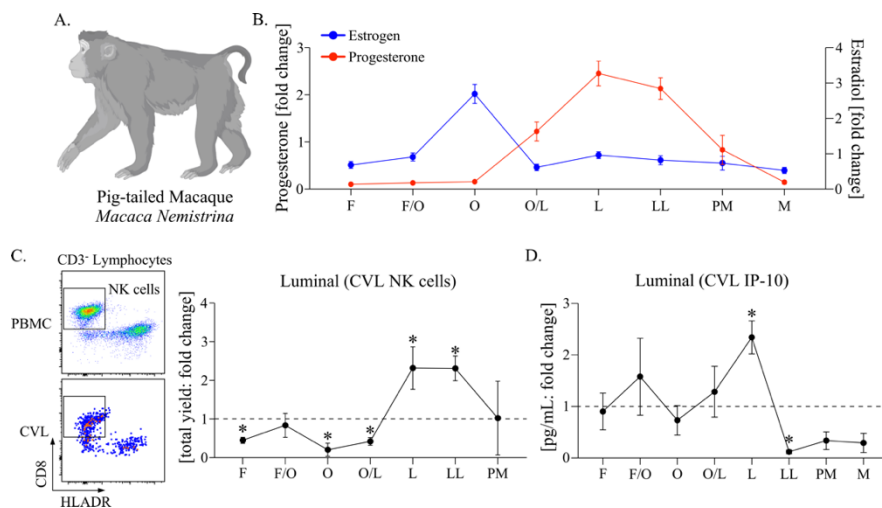 A.
Pig-tailed Macaque
Macaca Nemistrina
B.
Estrogen
Progesterone
Progesterone [fold change]
3
2
1
0
Estradiol [fold change]
4
3
2
1
0
F F/O O O/L L LL PM M
C.
CD3- Lymphocytes
NK cells
PBMC
CVL
CD8
HLADR
Luminal (CVL NK cells)
[total yield: fold change]
4
3
2
1
0
* * * * * *
F F/O O O/L L LL PM
D.
Luminal (CVL IP-10)
[pg/mL: fold change]
3
2
1
0
* *
F F/O O O/L L LL PM M